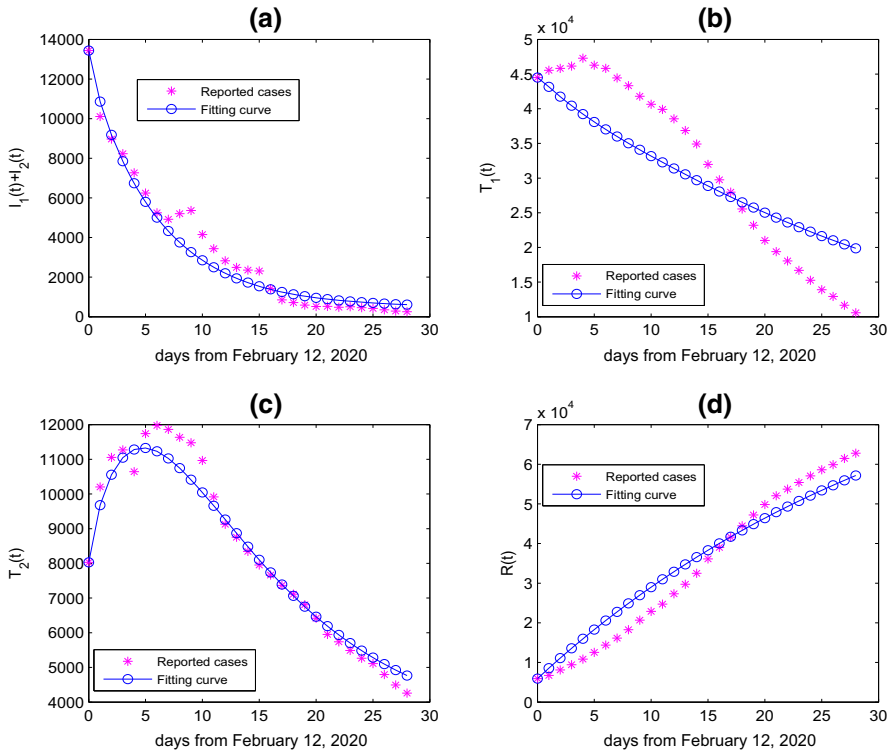 (a)
14000
12000
10000
8000
6000
4000
2000
0
I₁(t)+I₂(t)
Reported cases
Fitting curve
0 5 10 15 20 25 30
days from February 12, 2020
(b)
x 10⁴
5
4.5
4
3.5
3
2.5
2
1.5
1
T₁(t)
Reported cases
Fitting curve
0 5 10 15 20 25 30
days from February 12, 2020
(c)
12000
11000
10000
9000
8000
7000
6000
5000
4000
T₂(t)
Reported cases
Fitting curve
0 5 10 15 20 25 30
days from February 12, 2020
(d)
x 10⁴
7
6
5
4
3
2
1
0
R(t)
Reported cases
Fitting curve
0 5 10 15 20 25 30
days from February 12, 2020